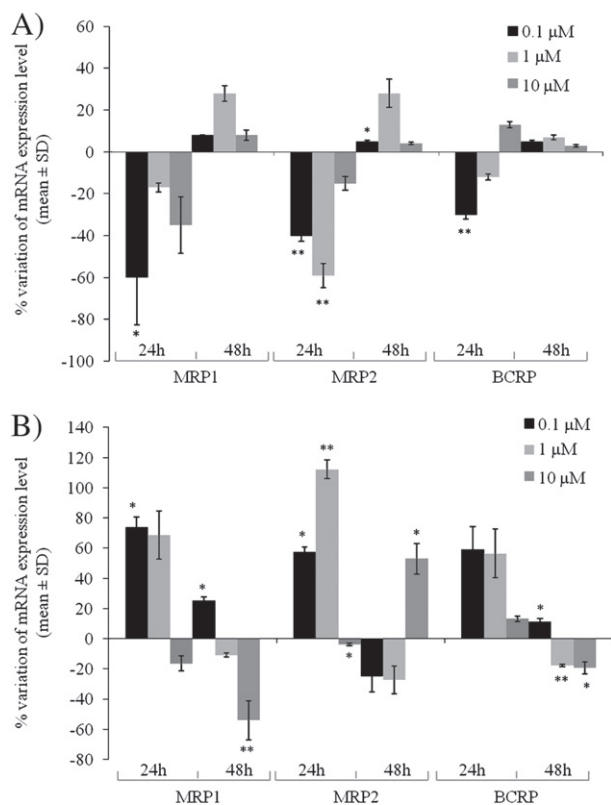 A)
% variation of mRNA expression level
(mean ± SD)
60
40
20
0
-20
-40
-60
-80
-100
0.1 µM
1 µM
10 µM
*
** ** *
**
24h 48h 24h 48h 24h 48h
MRP1 MRP2 BCRP
B)
% variation of mRNA expression level
(mean ± SD)
140
120
100
80
60
40
20
0
-20
-40
-60
-80
0.1 µM
1 µM
10 µM
* * **
* ** * *
* ** *
24h 48h 24h 48h 24h 48h
MRP1 MRP2 BCRP